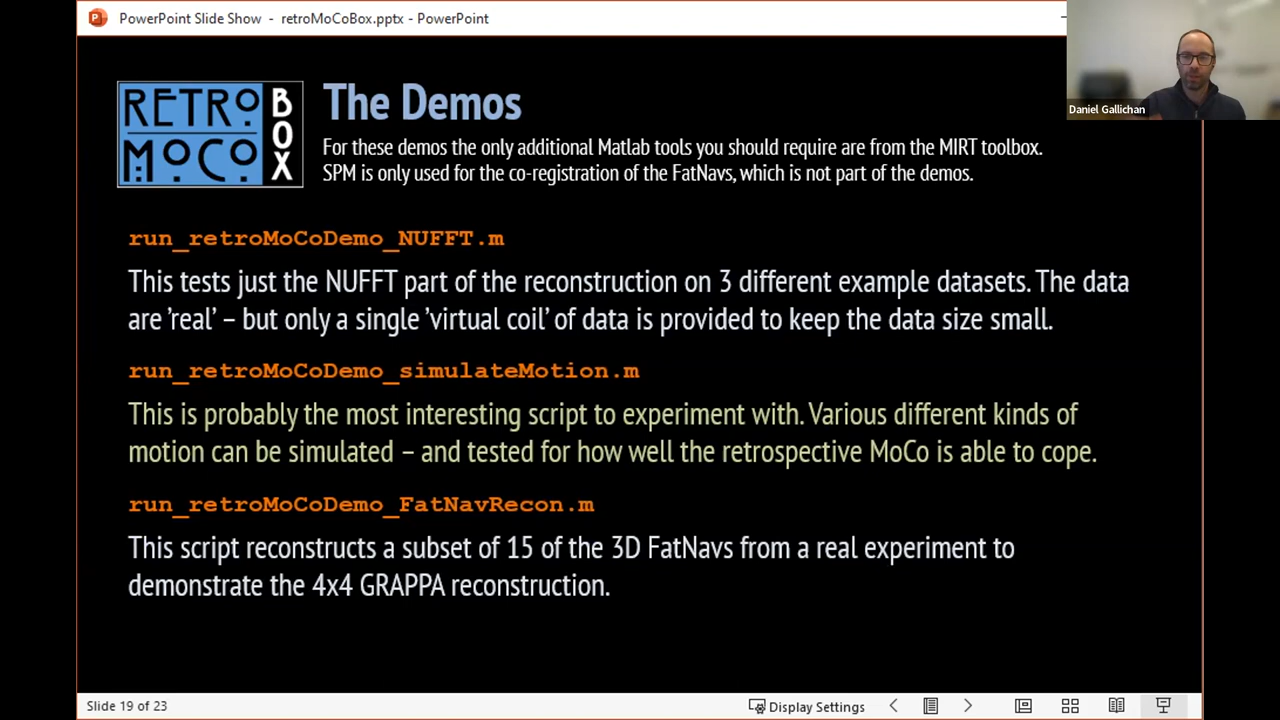 PowerPoint Slide Show - retroMoCoBox.pptx - PowerPoint
Daniel Gallichan
RETRO
MOCO
BOX
The Demos
For these demos the only additional Matlab tools you should require are from the MIRT toolbox.
SPM is only used for the co-registration of the FatNavs, which is not part of the demos.
run_retroMoCoDemo_NUFFT.m
This tests just the NUFFT part of the reconstruction on 3 different example datasets. The data
are ’real’ – but only a single ’virtual coil’ of data is provided to keep the data size small.
run_retroMoCoDemo_simulateMotion.m
This is probably the most interesting script to experiment with. Various different kinds of
motion can be simulated – and tested for how well the retrospective MoCo is able to cope.
run_retroMoCoDemo_FatNavRecon.m
This script reconstructs a subset of 15 of the 3D FatNavs from a real experiment to
demonstrate the 4x4 GRAPPA reconstruction.
Slide 19 of 23
Display Settings